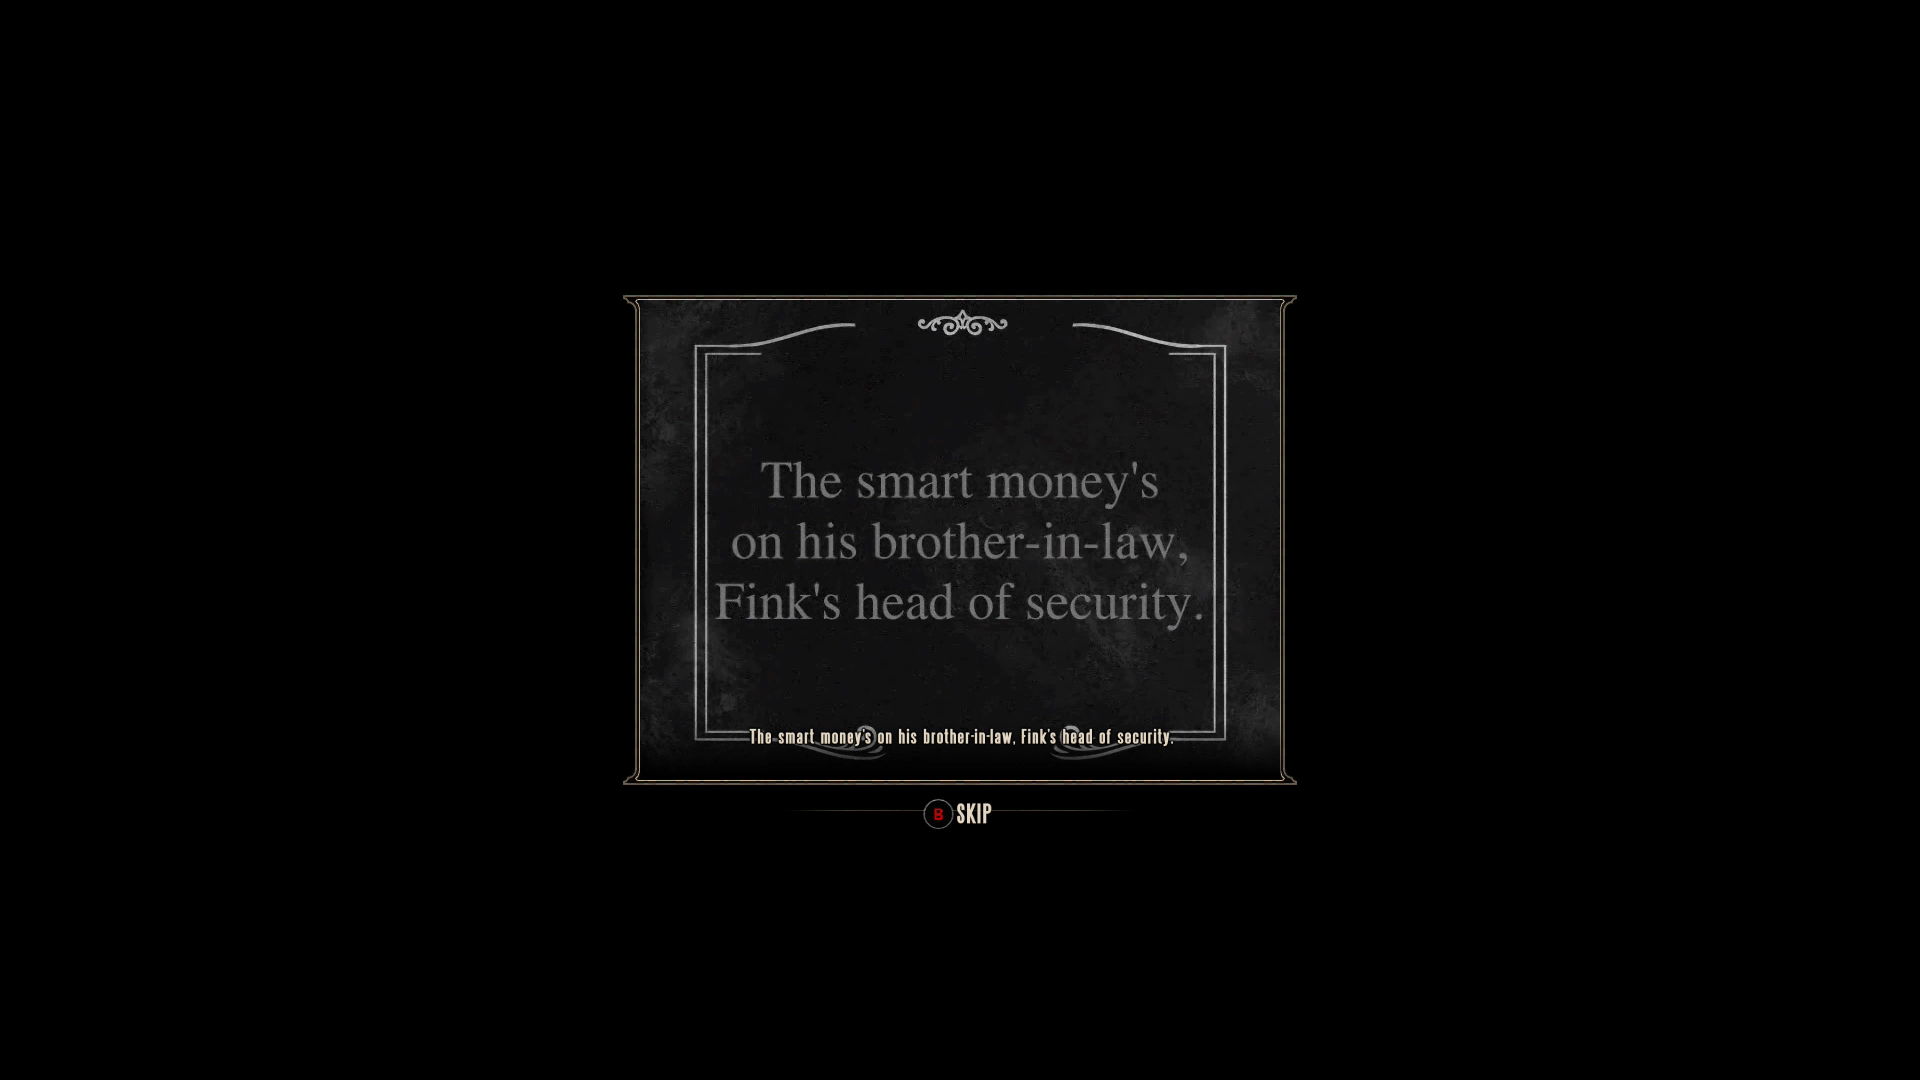 The smart money's
on his brother-in-law,
Fink's head of security.
The smart money's on his brother-in-law, Fink's head of security.
B SKIP